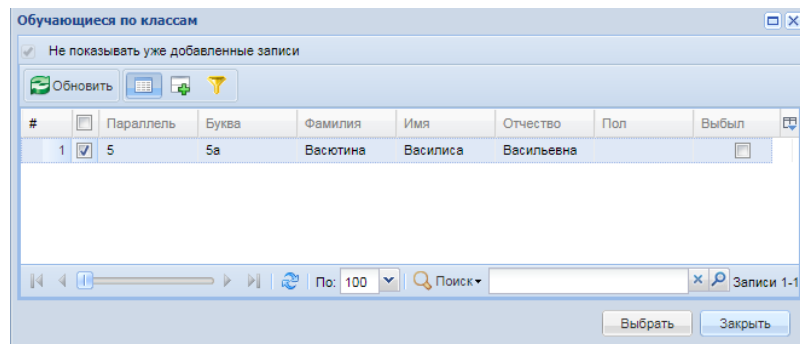 Обучающиеся по классам
Не показывать уже добавленные записи
Обновить
# Параллель Буква Фамилия Имя Отчество Пол Выбыл
1 5 5а Васютина Василиса Васильевна
По: 100 Поиск Записи 1-1
Выбрать Закрыть